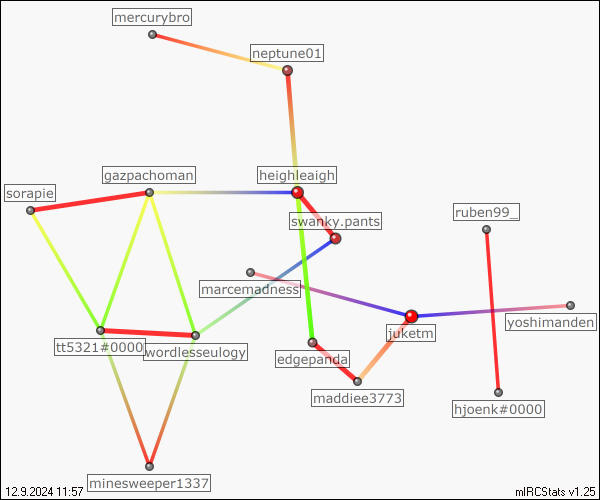 mercurybro
neptune01
gazpachoman
heighleaigh
sorapie
swanky.pants
ruben99_
marcemadness
yoshimanden
juketm
tt5321#0000
wordlesseulogy
edgepanda
maddiee3773
hjoenk#0000
minesweeper1337
12.9.2024 11:57
mIRCStats v1.25